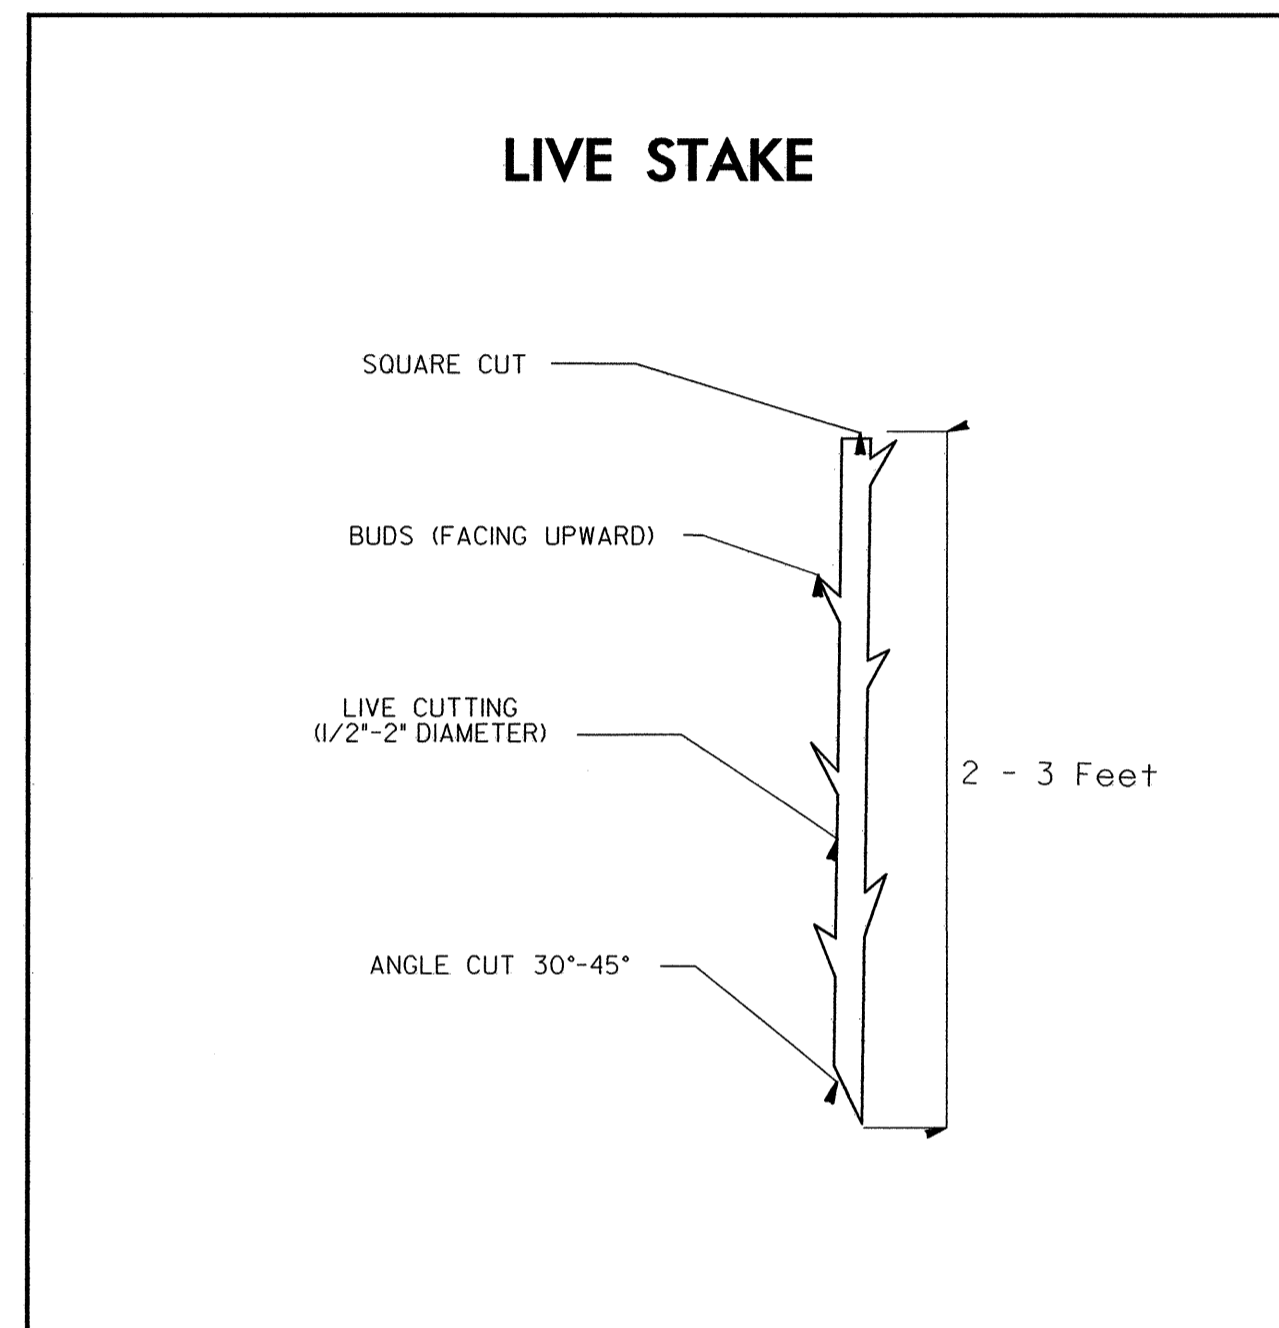 LIVE STAKE
SQUARE CUT
BUDS (FACING UPWARD)
LIVE CUTTING
(1/2"-2" DIAMETER)
2 - 3 Feet
ANGLE CUT 30°-45°